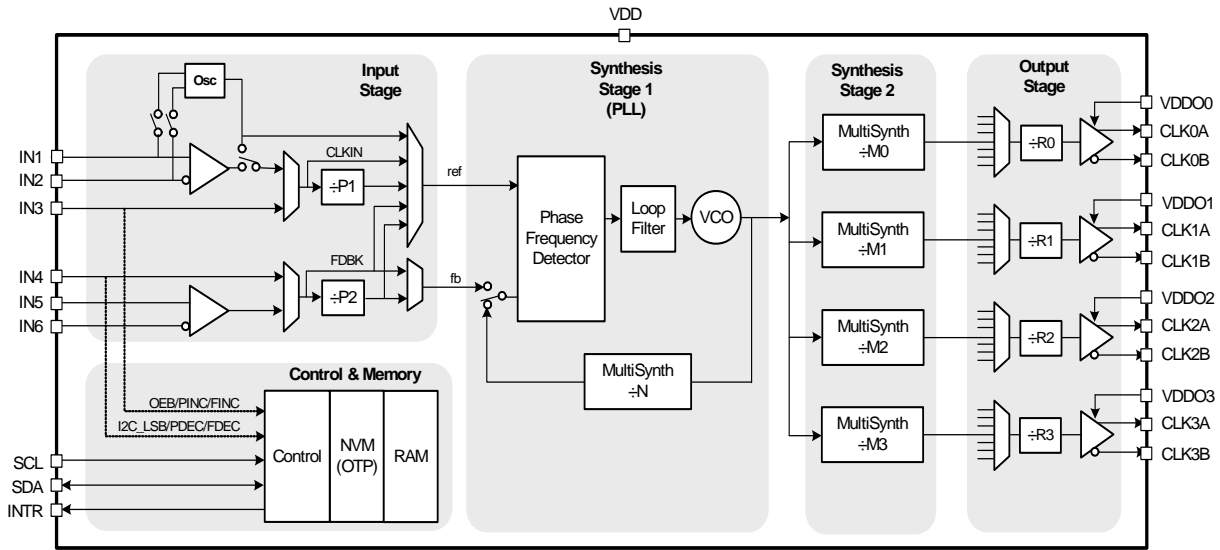 VDD
Input
Stage
Osc
IN1
IN2
IN3
CLKIN
÷P1
ref
IN4
IN5
IN6
FDBK
÷P2
fb
Synthesis
Stage 1
(PLL)
Phase
Frequency
Detector
Loop
Filter
VCO
MultiSynth
÷N
Synthesis
Stage 2
MultiSynth
÷M0
MultiSynth
÷M1
MultiSynth
÷M2
MultiSynth
÷M3
Output
Stage
÷R0
÷R1
÷R2
÷R3
VDDO0
CLK0A
CLK0B
VDDO1
CLK1A
CLK1B
VDDO2
CLK2A
CLK2B
VDDO3
CLK3A
CLK3B
Control & Memory
OEB/PINC/FINC
I2C_LSB/PDEC/FDEC
SCL
SDA
INTR
Control
NVM
(OTP)
RAM